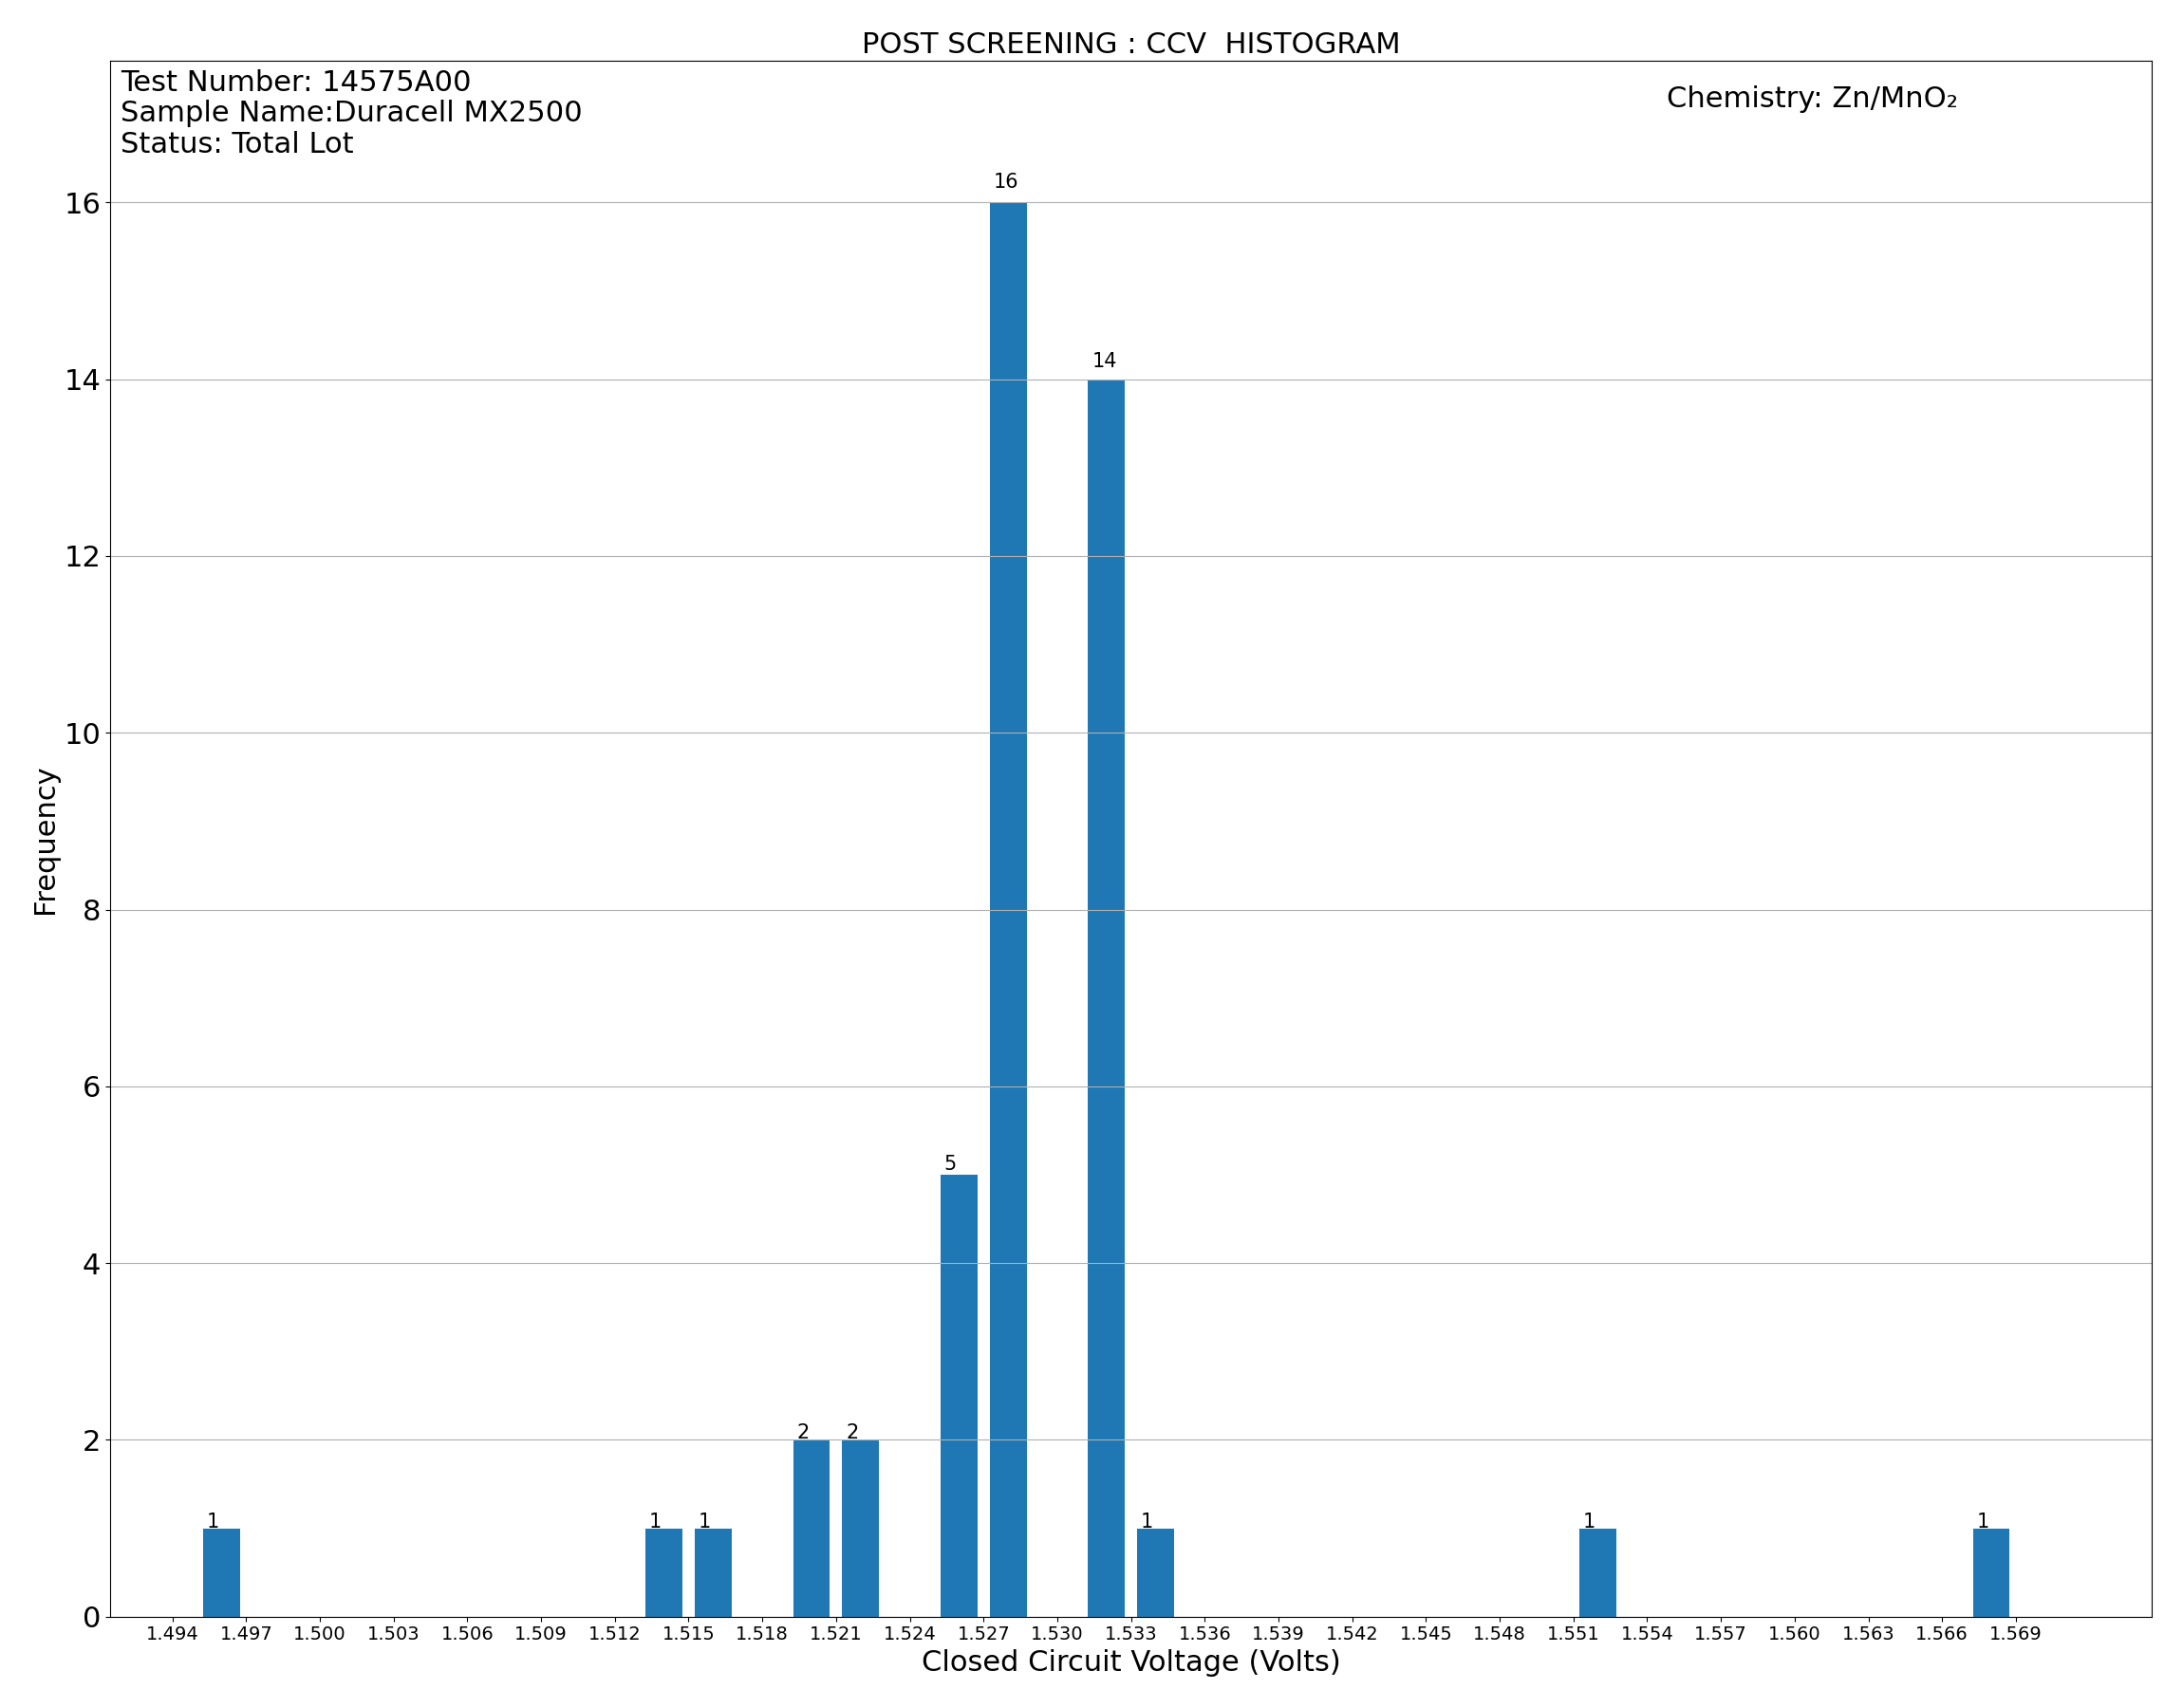 POST SCREENING : CCV  HISTOGRAM
Test Number: 14575A00
Sample Name:Duracell MX2500
Status: Total Lot
Chemistry: Zn/MnO₂
16
14
12
10
8
6
4
2
0
Frequency
1
1
1
2
2
5
16
14
1
1
1
1.494 1.497 1.500 1.503 1.506 1.509 1.512 1.515 1.518 1.521 1.524 1.527 1.530 1.533 1.536 1.539 1.542 1.545 1.548 1.551 1.554 1.557 1.560 1.563 1.566 1.569
Closed Circuit Voltage (Volts)